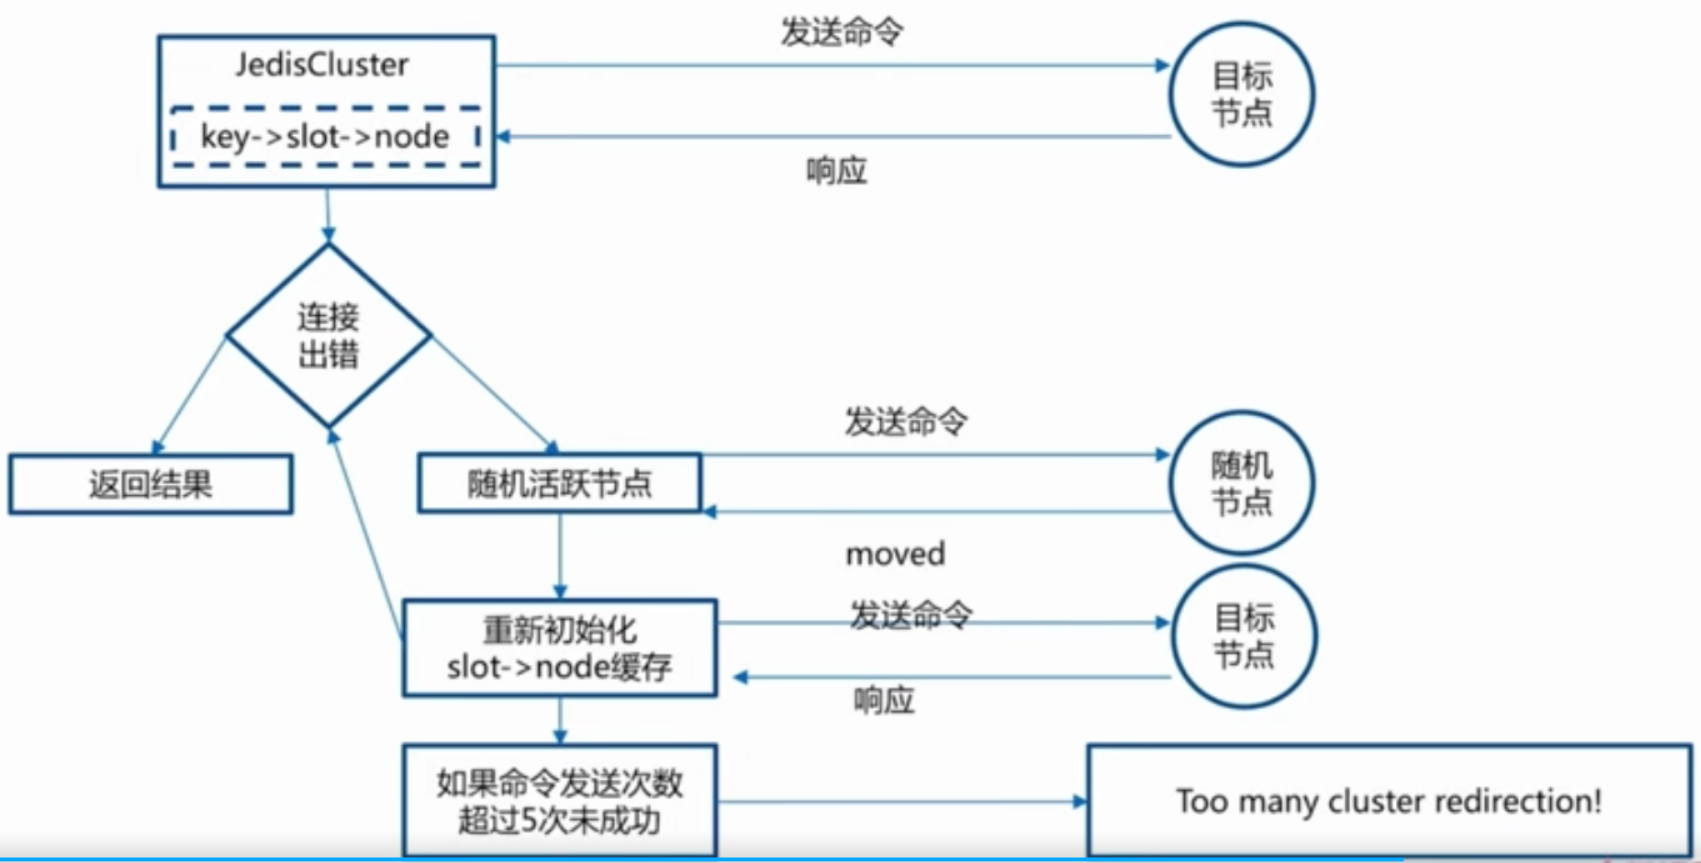 发送命令
JedisCluster
key->slot->node
目标
节点
响应
连接
出错
返回结果
随机活跃节点
发送命令
随机
节点
moved
重新初始化
slot->node缓存
发送命令
目标
节点
响应
如果命令发送次数
超过5次未成功
Too many cluster redirection!